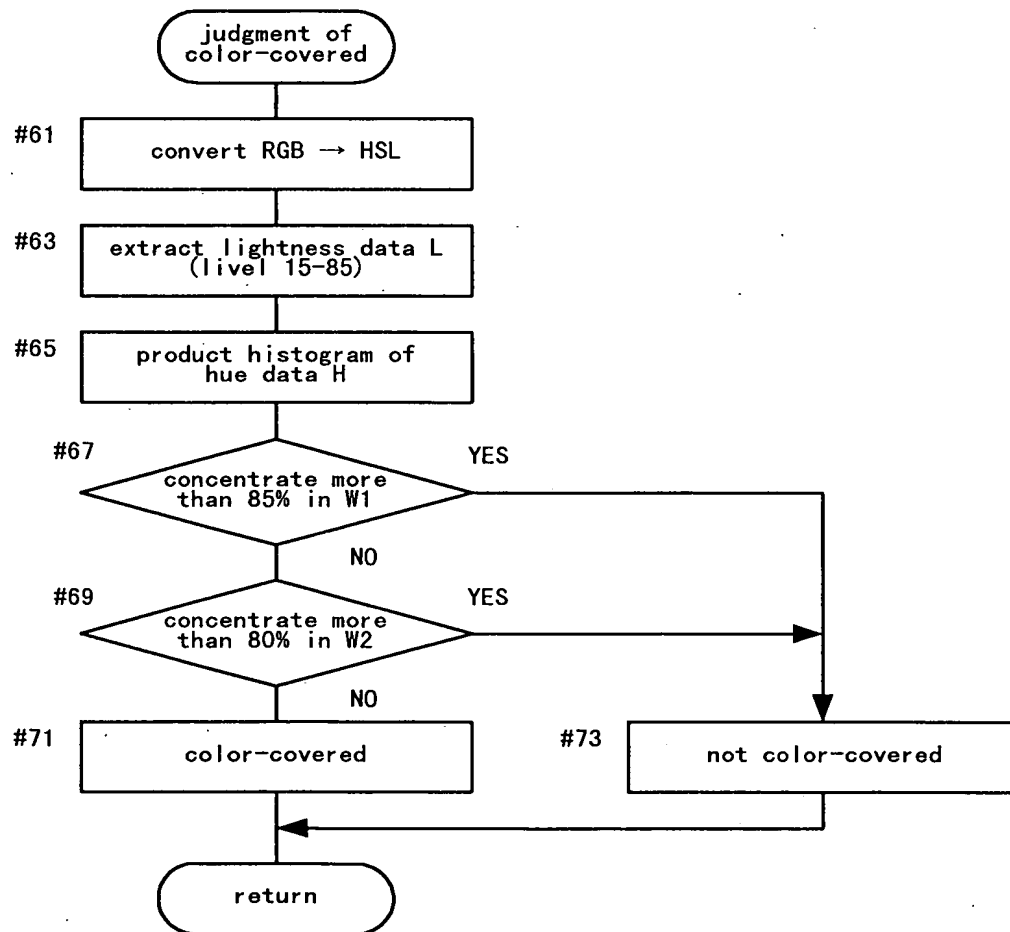 judgment of
color-covered
#61
convert RGB → HSL
#63
extract lightness data L
(livel 15-85)
#65
product histogram of
hue data H
#67
YES
concentrate more
than 85% in W1
NO
#69
YES
concentrate more
than 80% in W2
NO
#71
color-covered
#73
not color-covered
return